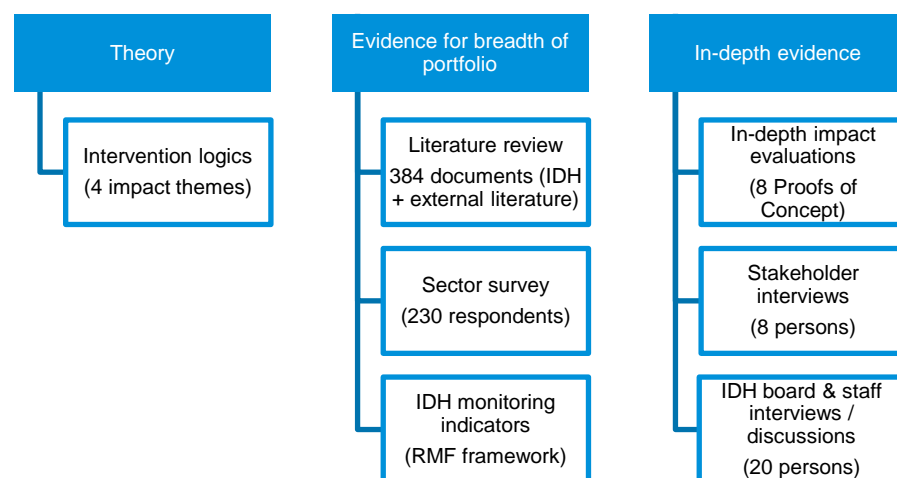 Theory
Intervention logics
(4 impact themes)
Evidence for breadth of
portfolio
Literature review
384 documents (IDH
+ external literature)
Sector survey
(230 respondents)
IDH monitoring
indicators
(RMF framework)
In-depth evidence
In-depth impact
evaluations
(8 Proofs of
Concept)
Stakeholder
interviews
(8 persons)
IDH board & staff
interviews /
discussions
(20 persons)